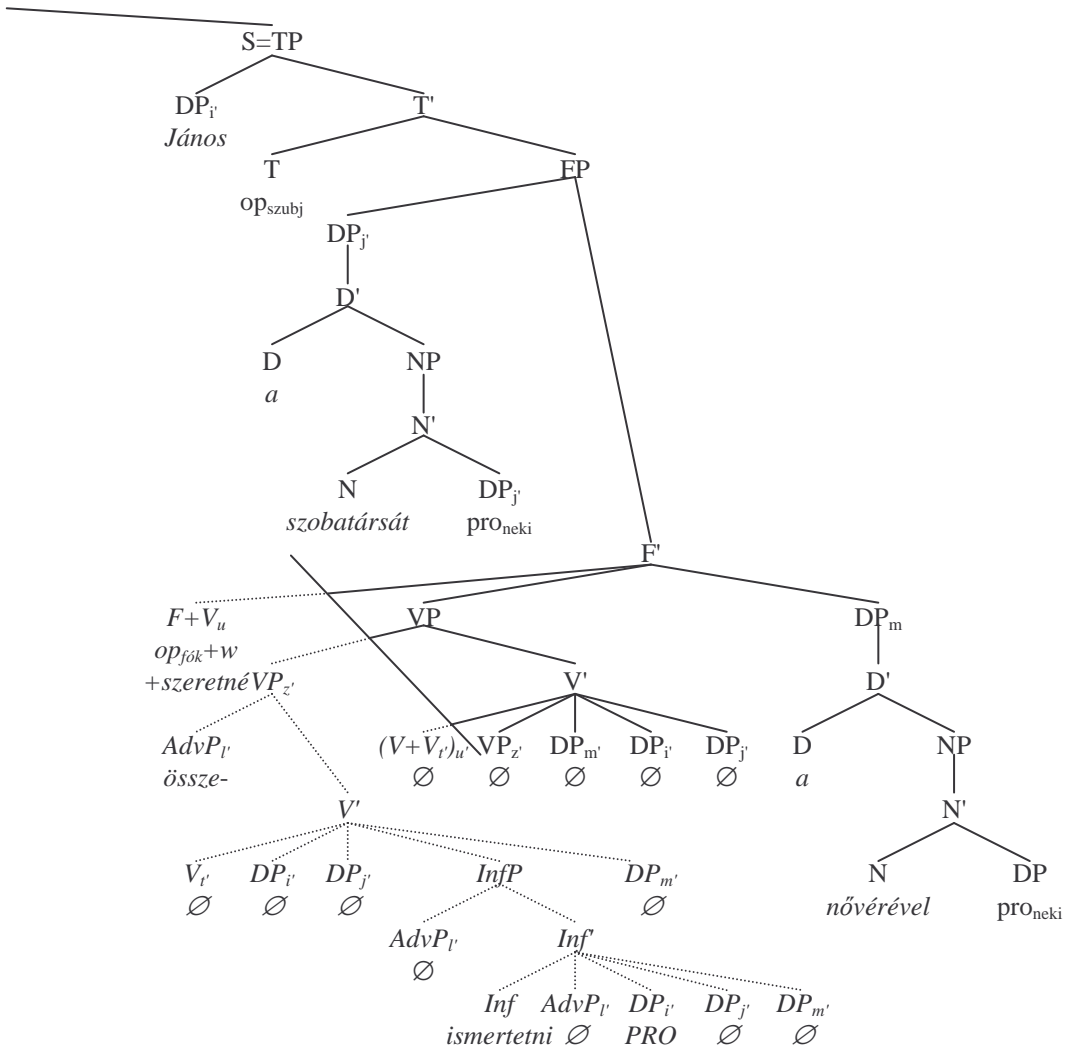 S=TP
DPi' T'
János
T FP
opszubj
DPj'
D'
D NP
a
N'
N DPj'
szobatársát proneki
F'
F+Vu VP DPm
opfók+w
+szeretné VPz' V' D'
AdvPl' (V+Vt')u' VPz' DPm' DPi' DPj' D NP
össze- ∅ ∅ ∅ ∅ ∅ a
V' N'
Vt' DPi' DPj' InfP DPm' N DP
∅ ∅ ∅ ∅ nővérével proneki
AdvPl' Inf'
∅
Inf AdvPl' DPi' DPj' DPm'
ismertetni ∅ PRO ∅ ∅